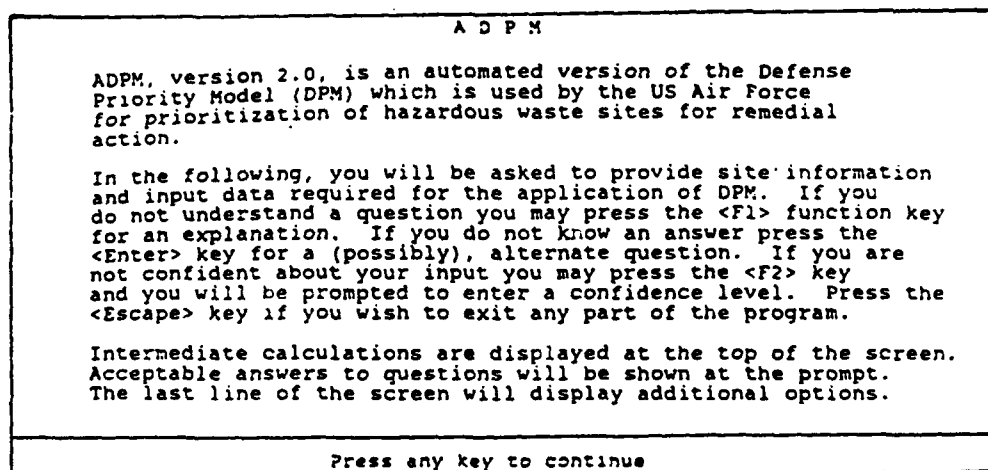 A D P M
ADPM, version 2.0, is an automated version of the Defense
Priority Model (DPM) which is used by the US Air Force
for prioritization of hazardous waste sites for remedial
action.
In the following, you will be asked to provide site information
and input data required for the application of DPM. If you
do not understand a question you may press the <F1> function key
for an explanation. If you do not know an answer press the
<Enter> key for a (possibly), alternate question. If you are
not confident about your input you may press the <F2> key
and you will be prompted to enter a confidence level. Press the
<Escape> key if you wish to exit any part of the program.
Intermediate calculations are displayed at the top of the screen.
Acceptable answers to questions will be shown at the prompt.
The last line of the screen will display additional options.
Press any key to continue